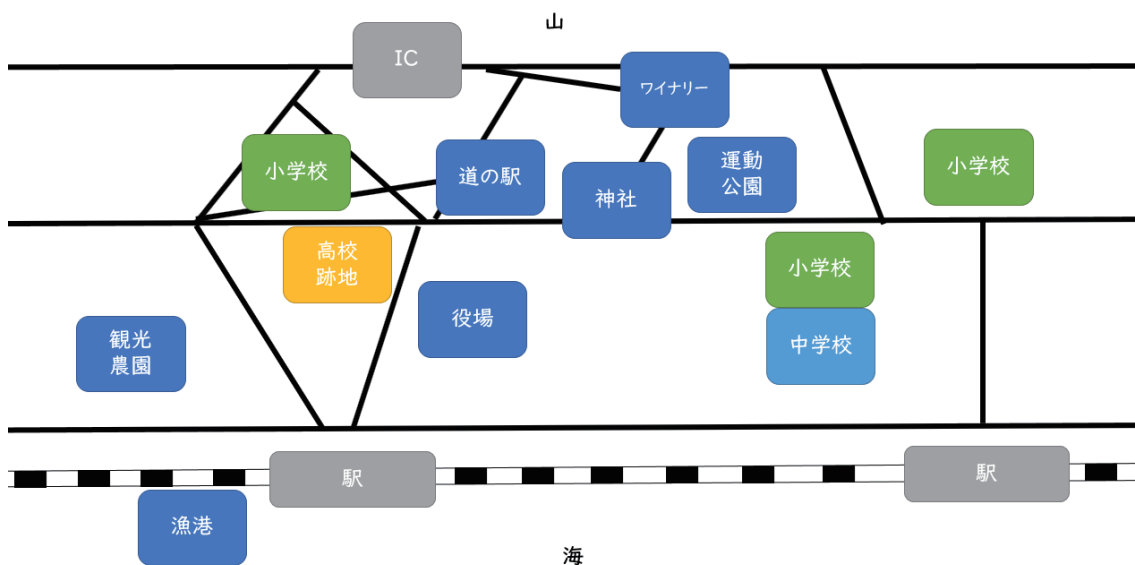 山
IC
ワイナリー
小学校
道の駅
神社
運動
公園
小学校
高校
跡地
役場
小学校
中学校
観光
農園
駅
駅
漁港
海